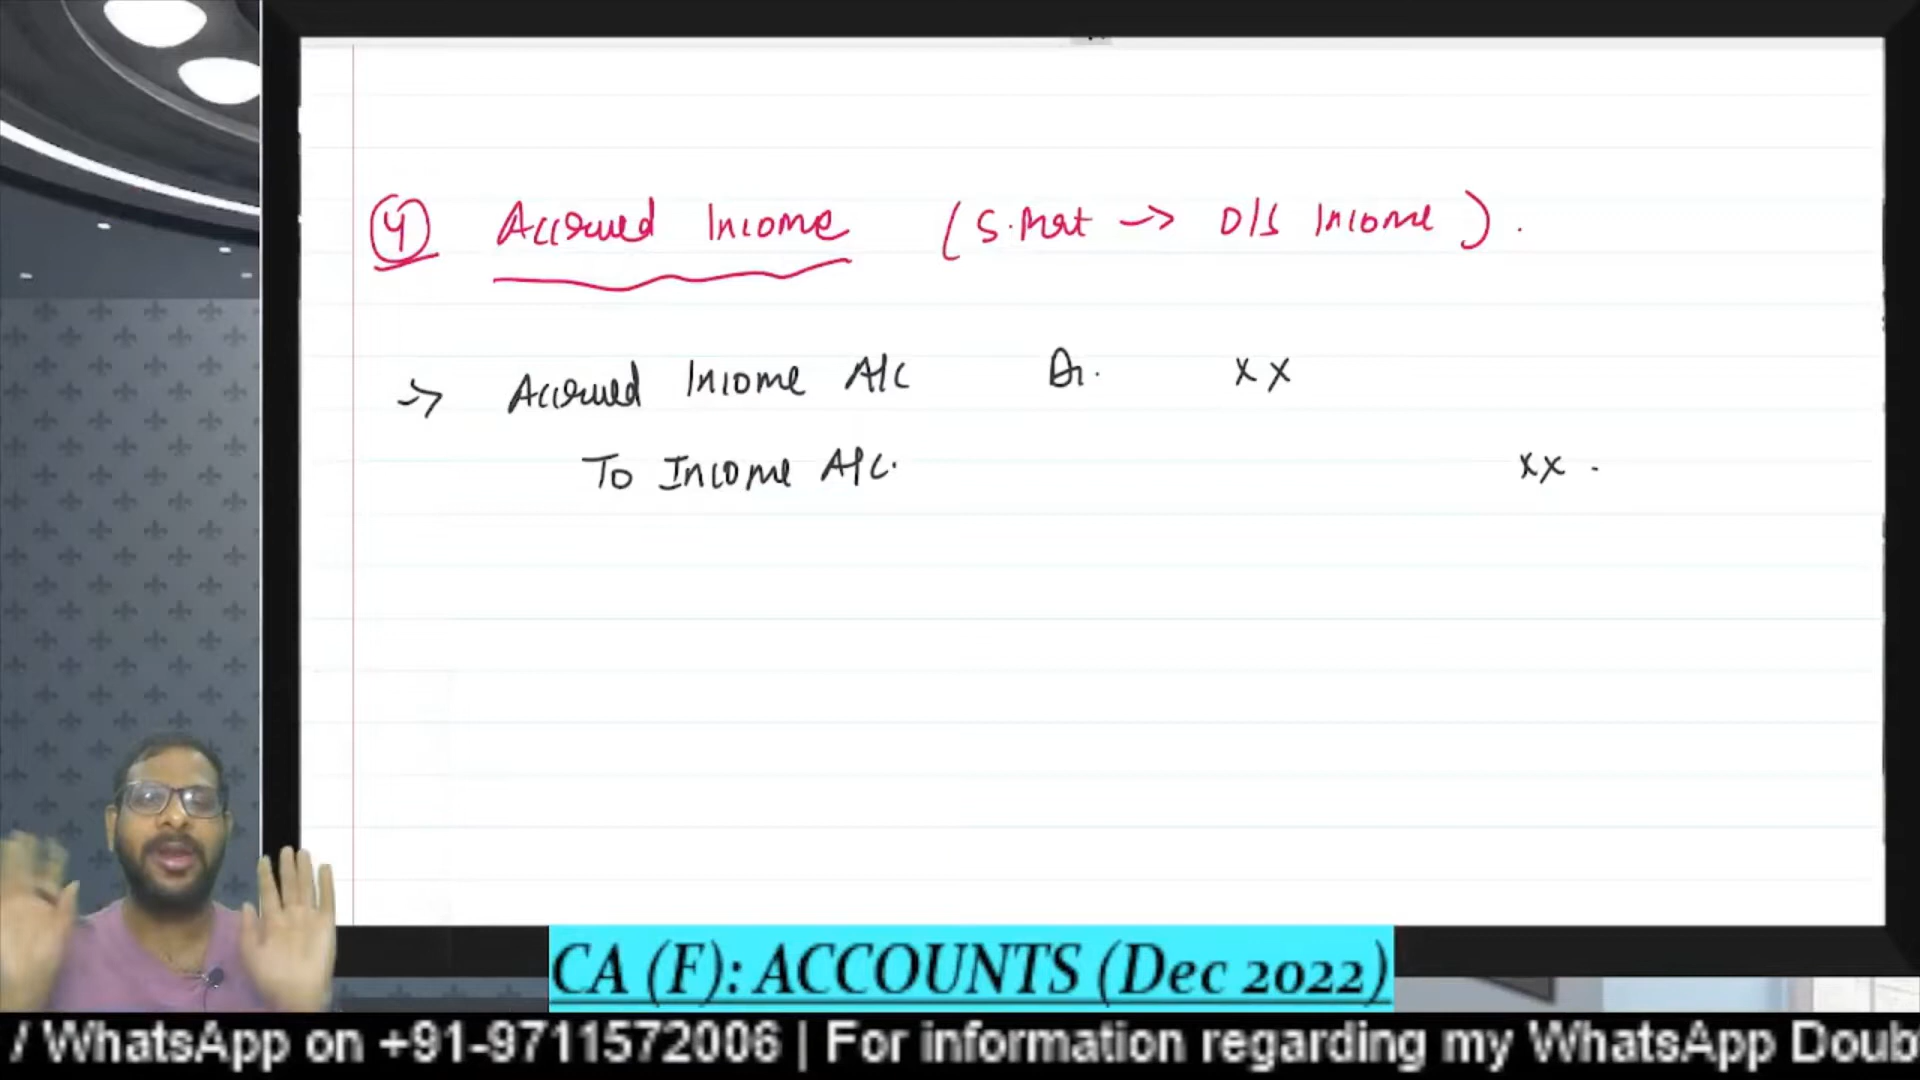 ④ Accrued Income (S.Mat → O/S Income).
→ Accrued Income A/c Dr. xx
To Income A/c. xx.
CA (F): ACCOUNTS (Dec 2022)
/ WhatsApp on +91-9711572006 | For information regarding my WhatsApp Doub